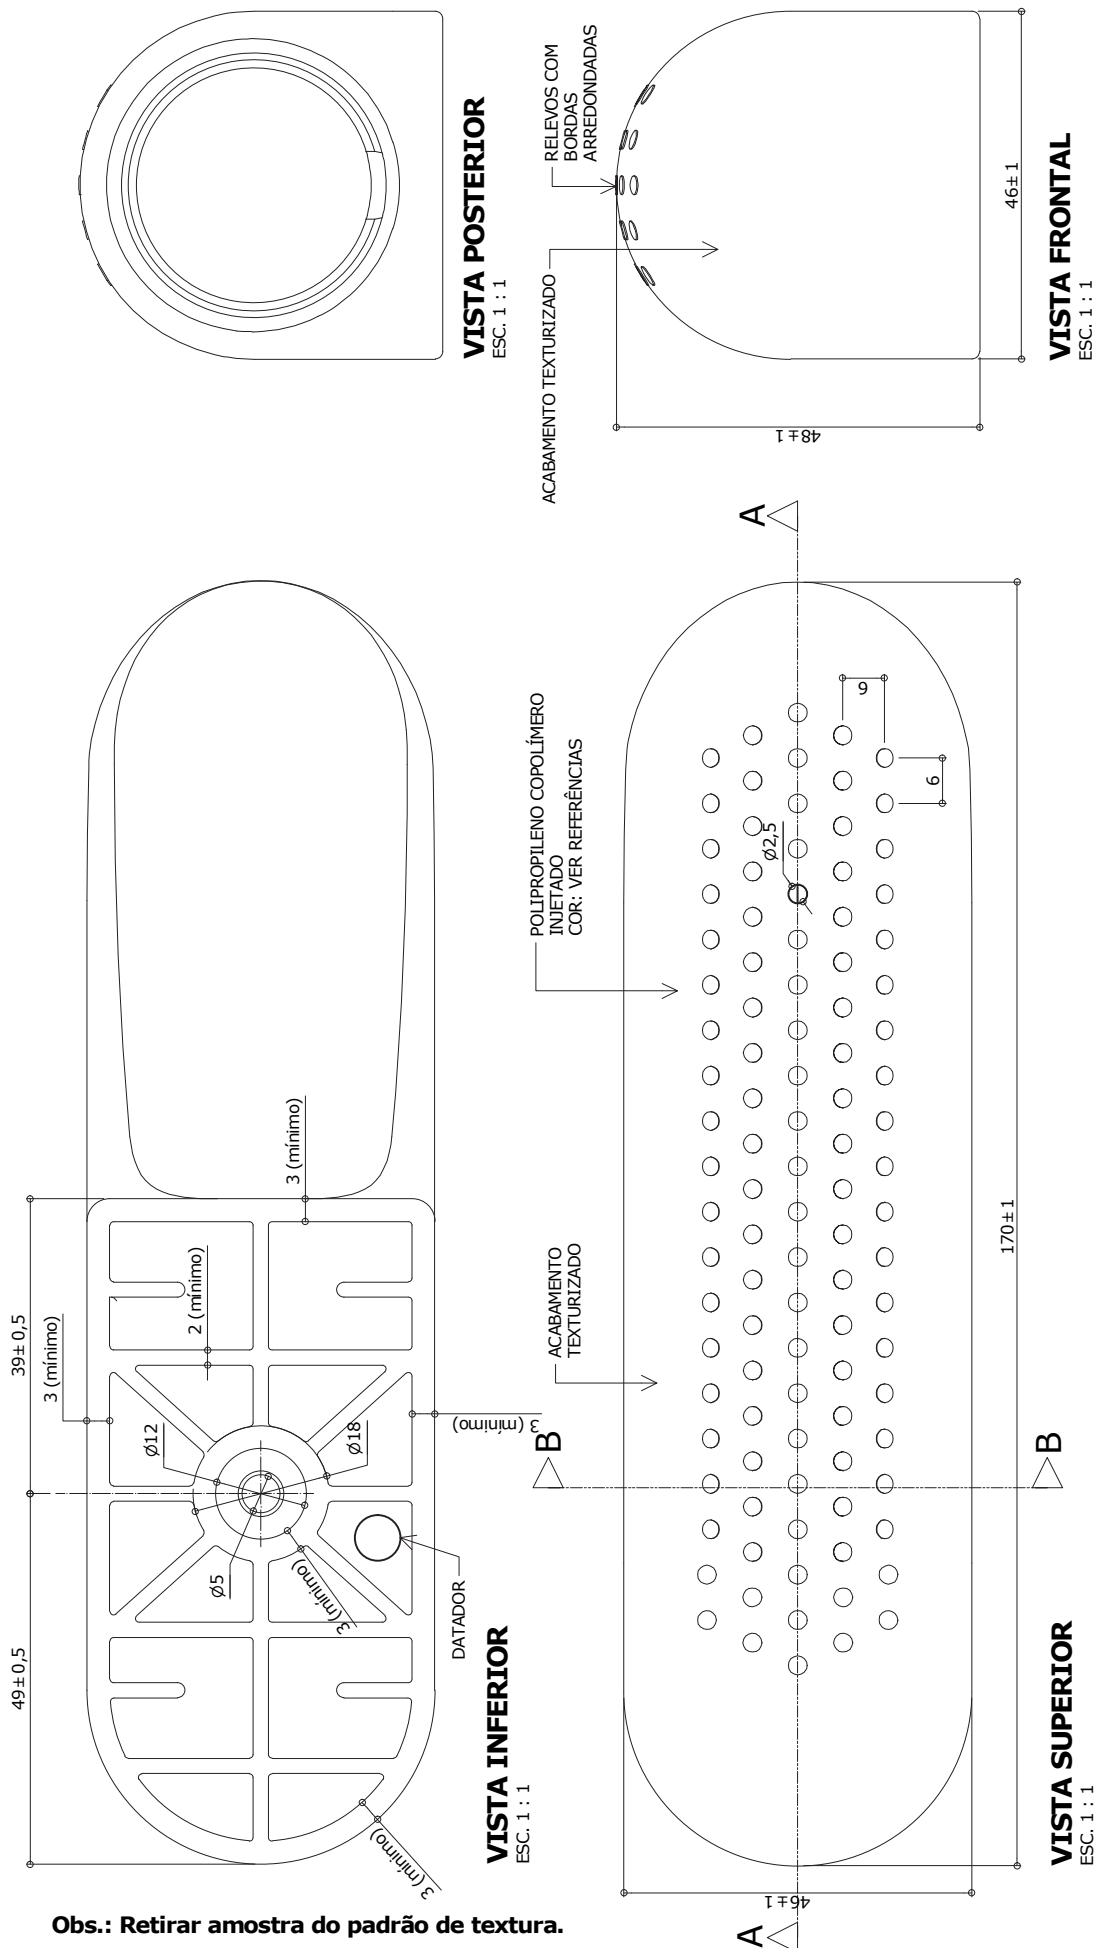 VISTA POSTERIOR
ESC. 1 : 1
RELEVOS COM
BORDAS
ARREDONDADAS
ACABAMENTO TEXTURIZADO
48±1
46±1
VISTA FRONTAL
ESC. 1 : 1
49±0,5
39±0,5
3 (mínimo)
2 (mínimo)
3 (mínimo)
Ø12
Ø18
Ø5
3 (mínimo)
3 (mínimo)
3 (mínimo)
DATADOR
VISTA INFERIOR
ESC. 1 : 1
POLIPROPILENO COPOLÍMERO
INJETADO
COR: VER REFERÊNCIAS
ACABAMENTO
TEXTURIZADO
Ø2,5
6
6
A
A
B
B
170±1
46±1
VISTA SUPERIOR
ESC. 1 : 1
Obs.: Retirar amostra do padrão de textura.